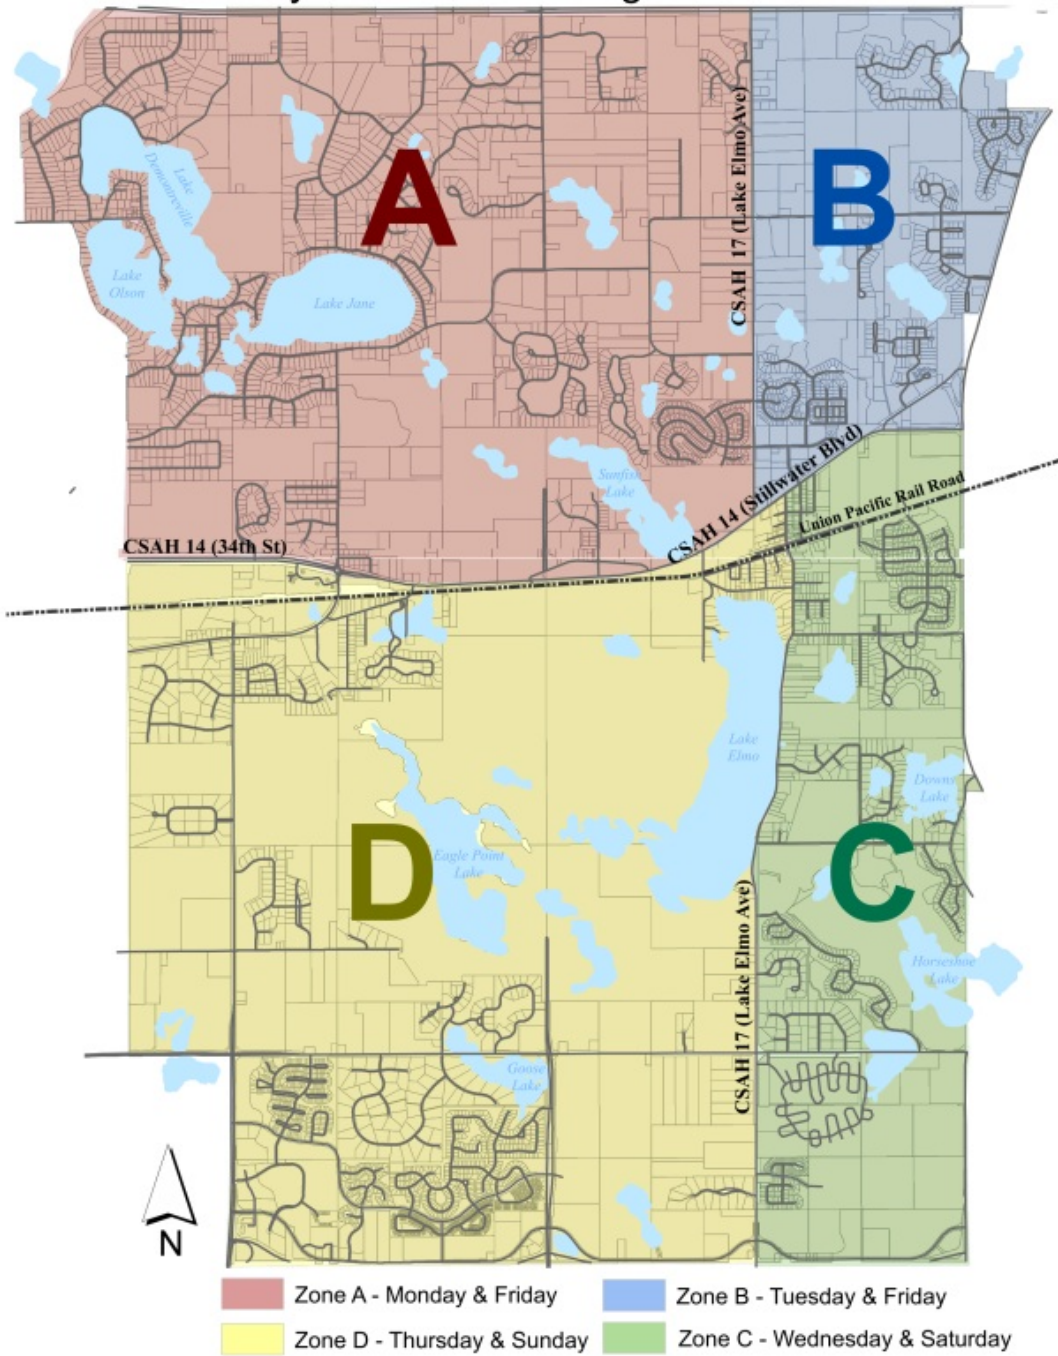 A
B
CSAH 17 (Lake Elmo Ave)
Lake
Demontreville
Lake
Olson
Lake Jane
Sunfish
Lake
CSAH 14 (Stillwater Blvd)
Union Pacific Rail Road
CSAH 14 (34th St)
Lake
Elmo
Downs
Lake
D
C
Eagle Point
Lake
CSAH 17 (Lake Elmo Ave)
Horseshoe
Lake
Goose
Lake
N
Zone A - Monday & Friday
Zone B - Tuesday & Friday
Zone D - Thursday & Sunday
Zone C - Wednesday & Saturday